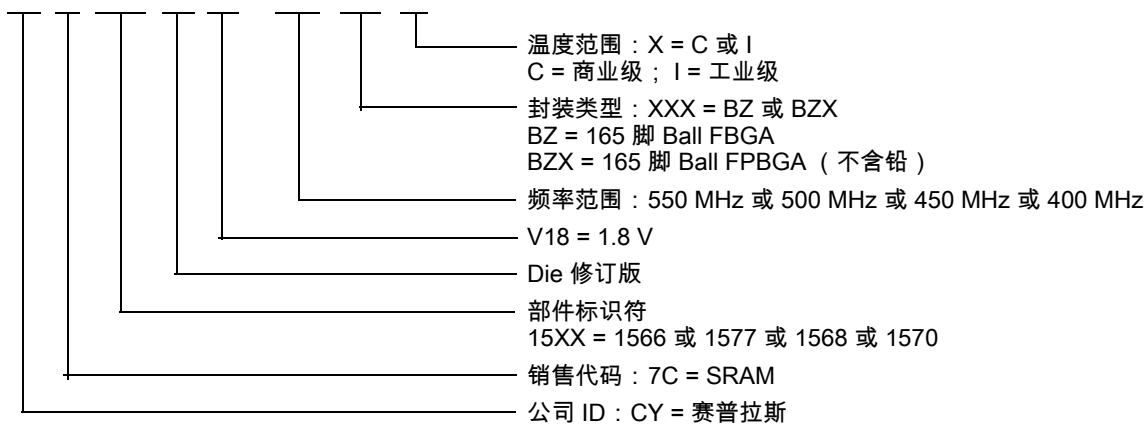 温度范围：X = C 或 I
C = 商业级； I = 工业级
封装类型：XXX = BZ 或 BZX
BZ = 165 脚 Ball FBGA
BZX = 165 脚 Ball FPBGA （不含铅）
频率范围：550 MHz 或 500 MHz 或 450 MHz 或 400 MHz
V18 = 1.8 V
Die 修订版
部件标识符
15XX = 1566 或 1577 或 1568 或 1570
销售代码：7C = SRAM
公司 ID：CY = 赛普拉斯